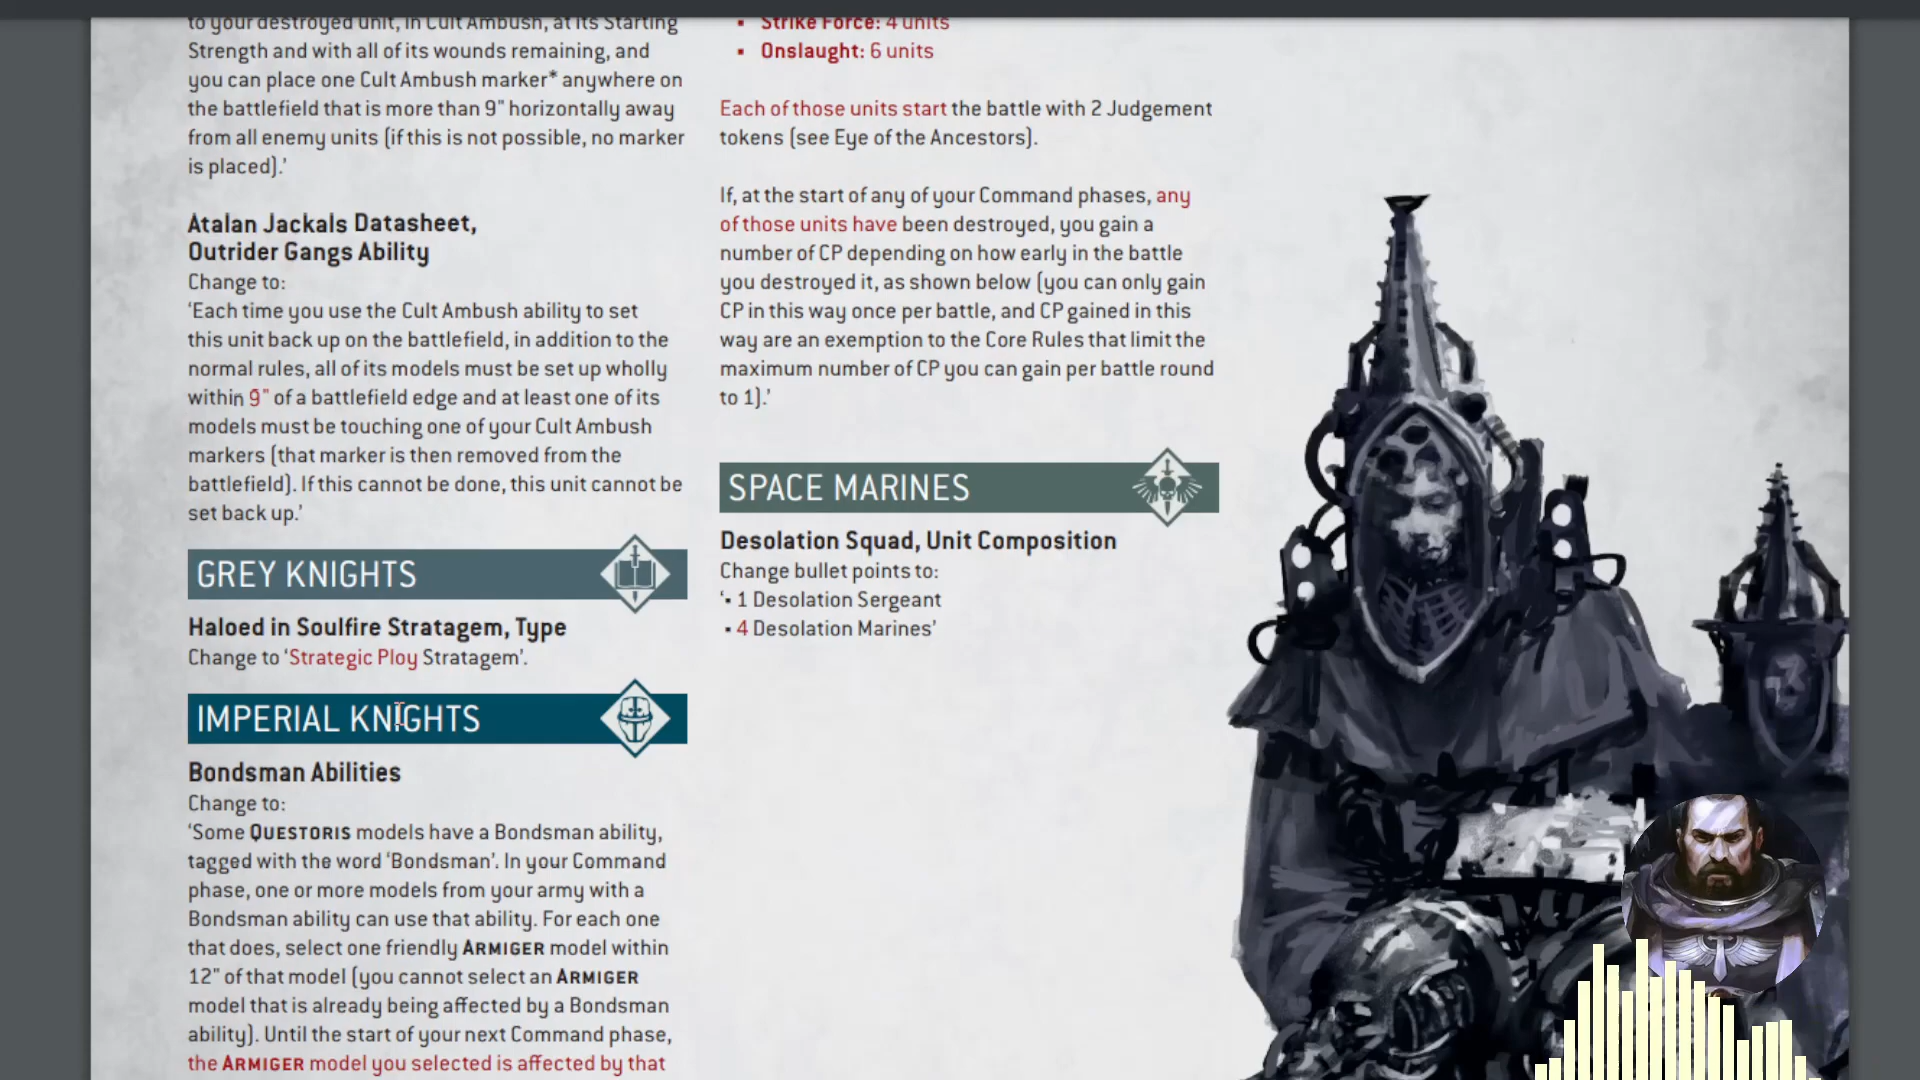 to your destroyed unit, in Cult Ambush, at its Starting
Strength and with all of its wounds remaining, and
you can place one Cult Ambush marker* anywhere on
the battlefield that is more than 9" horizontally away
from all enemy units (if this is not possible, no marker
is placed).’
Atalan Jackals Datasheet,
Outrider Gangs Ability
Change to:
‘Each time you use the Cult Ambush ability to set
this unit back up on the battlefield, in addition to the
normal rules, all of its models must be set up wholly
within 9" of a battlefield edge and at least one of its
models must be touching one of your Cult Ambush
markers (that marker is then removed from the
battlefield). If this cannot be done, this unit cannot be
set back up.’
GREY KNIGHTS
Haloed in Soulfire Stratagem, Type
Change to ‘Strategic Ploy Stratagem’.
IMPERIAL KNIGHTS
Bondsman Abilities
Change to:
‘Some QUESTORIS models have a Bondsman ability,
tagged with the word ‘Bondsman’. In your Command
phase, one or more models from your army with a
Bondsman ability can use that ability. For each one
that does, select one friendly ARMIGER model within
12" of that model (you cannot select an ARMIGER
model that is already being affected by a Bondsman
ability). Until the start of your next Command phase,
the ARMIGER model you selected is affected by that
▪ Strike Force: 4 units
▪ Onslaught: 6 units
Each of those units start the battle with 2 Judgement
tokens (see Eye of the Ancestors).
If, at the start of any of your Command phases, any
of those units have been destroyed, you gain a
number of CP depending on how early in the battle
you destroyed it, as shown below (you can only gain
CP in this way once per battle, and CP gained in this
way are an exemption to the Core Rules that limit the
maximum number of CP you can gain per battle round
to 1).’
SPACE MARINES
Desolation Squad, Unit Composition
Change bullet points to:
‘▪ 1 Desolation Sergeant
▪ 4 Desolation Marines’